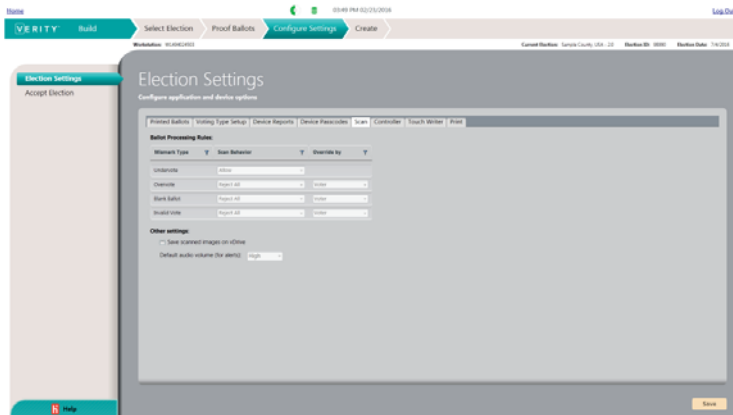 Home
03:49 PM 02/23/2016
Log Out
VERITY Build
Select Election
Proof Ballots
Configure Settings
Create
Workstation:
Current Election: Sample County, USA - 2.0
Election ID:
Election Date: 7/4/2018
Election Settings
Accept Election
Election Settings
Configure application and device options
Printed Ballots
Voting Type Setup
Device Reports
Device Passcodes
Scan
Controller
Touch Writer
Print
Ballot Processing Rules:
Mismark Type
Scan Behavior
Override by
Undervote
Allow
Overvote
Reject All
Voter
Blank Ballot
Reject All
Voter
Invalid Vote
Reject All
Voter
Other settings:
Save scanned images on vDrive
Default audio volume (for alerts):
High
Help
Save